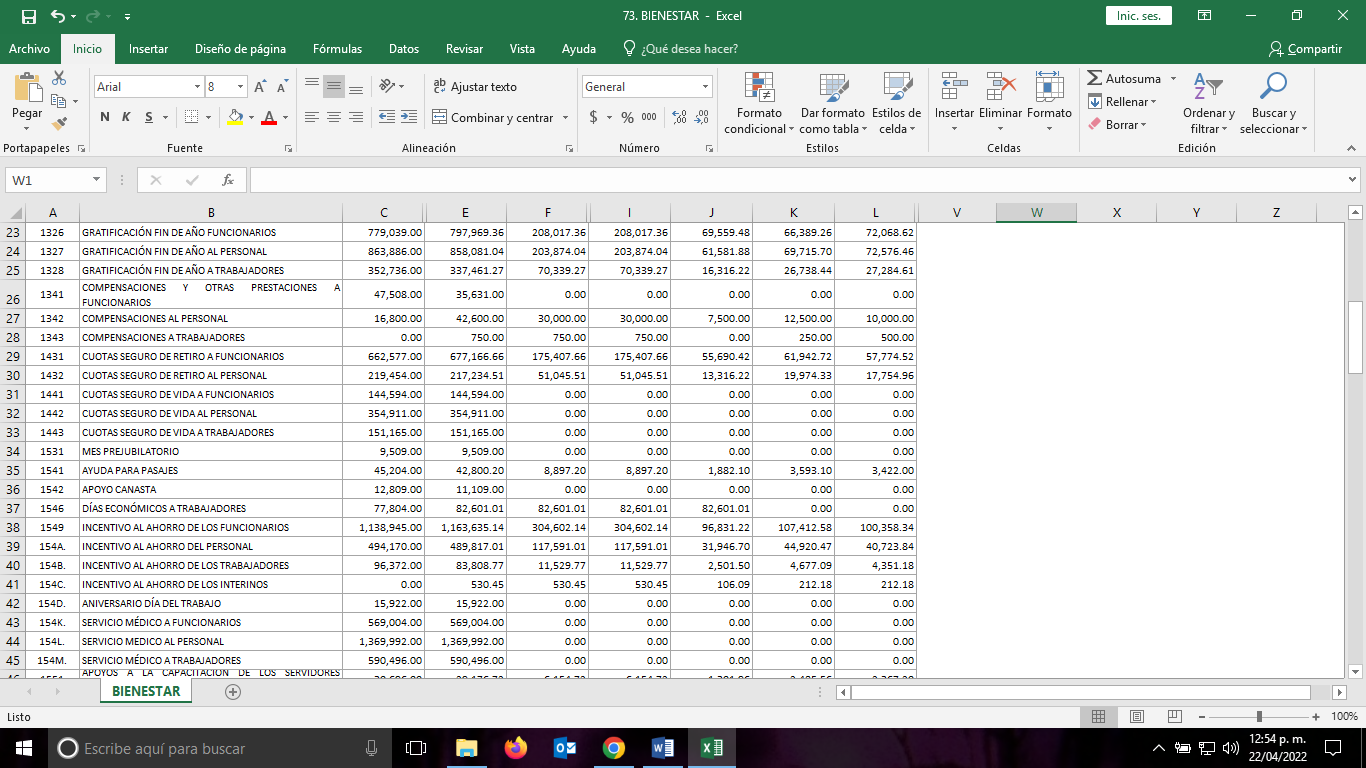 73. BIENESTAR - Excel
Inic. ses.
Archivo Inicio Insertar Diseño de página Fórmulas Datos Revisar Vista Ayuda ¿Qué desea hacer? Compartir
Pegar
Portapapeles
Arial 8
N K S
Fuente
Ajustar texto
Combinar y centrar
Alineación
General
$ % 000
Número
Formato condicional
Dar formato como tabla
Estilos de celda
Estilos
Insertar Eliminar Formato
Celdas
Autosuma
Rellenar
Borrar
Ordenar y filtrar
Buscar y seleccionar
Edición
W1 fx
A B C E F I J K L V W X Y Z
23 1326 GRATIFICACIÓN FIN DE AÑO FUNCIONARIOS 779,039.00 797,969.36 208,017.36 208,017.36 69,559.48 66,389.26 72,068.62
24 1327 GRATIFICACIÓN FIN DE AÑO AL PERSONAL 863,886.00 858,081.04 203,874.04 203,874.04 61,581.88 69,715.70 72,576.46
25 1328 GRATIFICACIÓN FIN DE AÑO A TRABAJADORES 352,736.00 337,461.27 70,339.27 70,339.27 16,316.22 26,738.44 27,284.61
26 1341 COMPENSACIONES Y OTRAS PRESTACIONES A FUNCIONARIOS 47,508.00 35,631.00 0.00 0.00 0.00 0.00 0.00
27 1342 COMPENSACIONES AL PERSONAL 16,800.00 42,600.00 30,000.00 30,000.00 7,500.00 12,500.00 10,000.00
28 1343 COMPENSACIONES A TRABAJADORES 0.00 750.00 750.00 750.00 0.00 250.00 500.00
29 1431 CUOTAS SEGURO DE RETIRO A FUNCIONARIOS 662,577.00 677,166.66 175,407.66 175,407.66 55,690.42 61,942.72 57,774.52
30 1432 CUOTAS SEGURO DE RETIRO AL PERSONAL 219,454.00 217,234.51 51,045.51 51,045.51 13,316.22 19,974.33 17,754.96
31 1441 CUOTAS SEGURO DE VIDA A FUNCIONARIOS 144,594.00 144,594.00 0.00 0.00 0.00 0.00 0.00
32 1442 CUOTAS SEGURO DE VIDA AL PERSONAL 354,911.00 354,911.00 0.00 0.00 0.00 0.00 0.00
33 1443 CUOTAS SEGURO DE VIDA A TRABAJADORES 151,165.00 151,165.00 0.00 0.00 0.00 0.00 0.00
34 1531 MES PREJUBILATORIO 9,509.00 9,509.00 0.00 0.00 0.00 0.00 0.00
35 1541 AYUDA PARA PASAJES 45,204.00 42,800.20 8,897.20 8,897.20 1,882.10 3,593.10 3,422.00
36 1542 APOYO CANASTA 12,809.00 11,109.00 0.00 0.00 0.00 0.00 0.00
37 1546 DÍAS ECONÓMICOS A TRABAJADORES 77,804.00 82,601.01 82,601.01 82,601.01 82,601.01 0.00 0.00
38 1549 INCENTIVO AL AHORRO DE LOS FUNCIONARIOS 1,138,945.00 1,163,635.14 304,602.14 304,602.14 96,831.22 107,412.58 100,358.34
39 154A. INCENTIVO AL AHORRO DEL PERSONAL 494,170.00 489,817.01 117,591.01 117,591.01 31,946.70 44,920.47 40,723.84
40 154B. INCENTIVO AL AHORRO DE LOS TRABAJADORES 96,372.00 83,808.77 11,529.77 11,529.77 2,501.50 4,677.09 4,351.18
41 154C. INCENTIVO AL AHORRO DE LOS INTERINOS 0.00 530.45 530.45 530.45 106.09 212.18 212.18
42 154D. ANIVERSARIO DÍA DEL TRABAJO 15,922.00 15,922.00 0.00 0.00 0.00 0.00 0.00
43 154K. SERVICIO MÉDICO A FUNCIONARIOS 569,004.00 569,004.00 0.00 0.00 0.00 0.00 0.00
44 154L. SERVICIO MEDICO AL PERSONAL 1,369,992.00 1,369,992.00 0.00 0.00 0.00 0.00 0.00
45 154M. SERVICIO MÉDICO A TRABAJADORES 590,496.00 590,496.00 0.00 0.00 0.00 0.00 0.00
APOYOS A LA CAPACITACION DE LOS SERVIDORES
BIENESTAR
Listo 100%
Escribe aquí para buscar
12:54 p. m.
22/04/2022